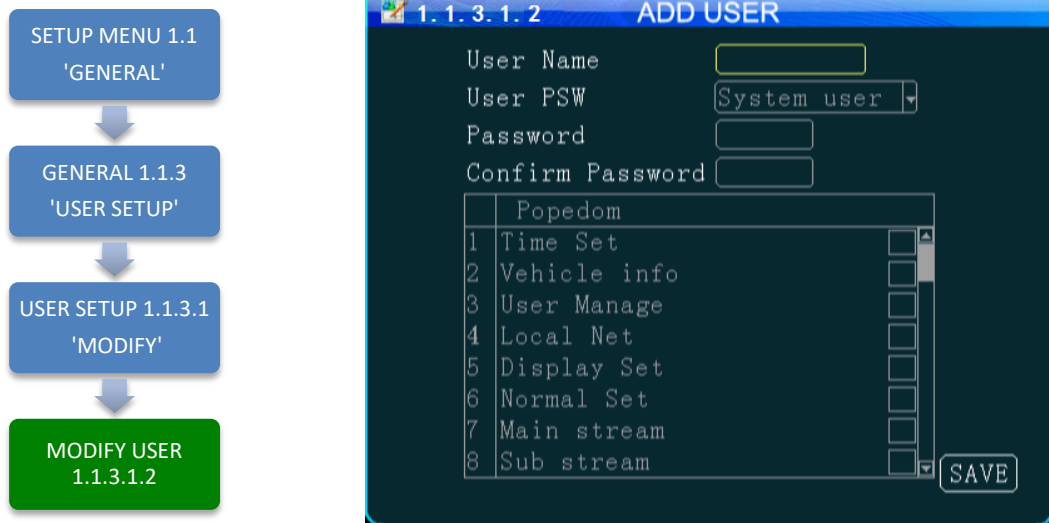 SETUP MENU 1.1
'GENERAL'
GENERAL 1.1.3
'USER SETUP'
USER SETUP 1.1.3.1
'MODIFY'
MODIFY USER
1.1.3.1.2
1.1.3.1.2 ADD USER
User Name
User PSW System user
Password
Confirm Password
Popedom
1 Time Set
2 Vehicle info
3 User Manage
4 Local Net
5 Display Set
6 Normal Set
7 Main stream
8 Sub stream
SAVE